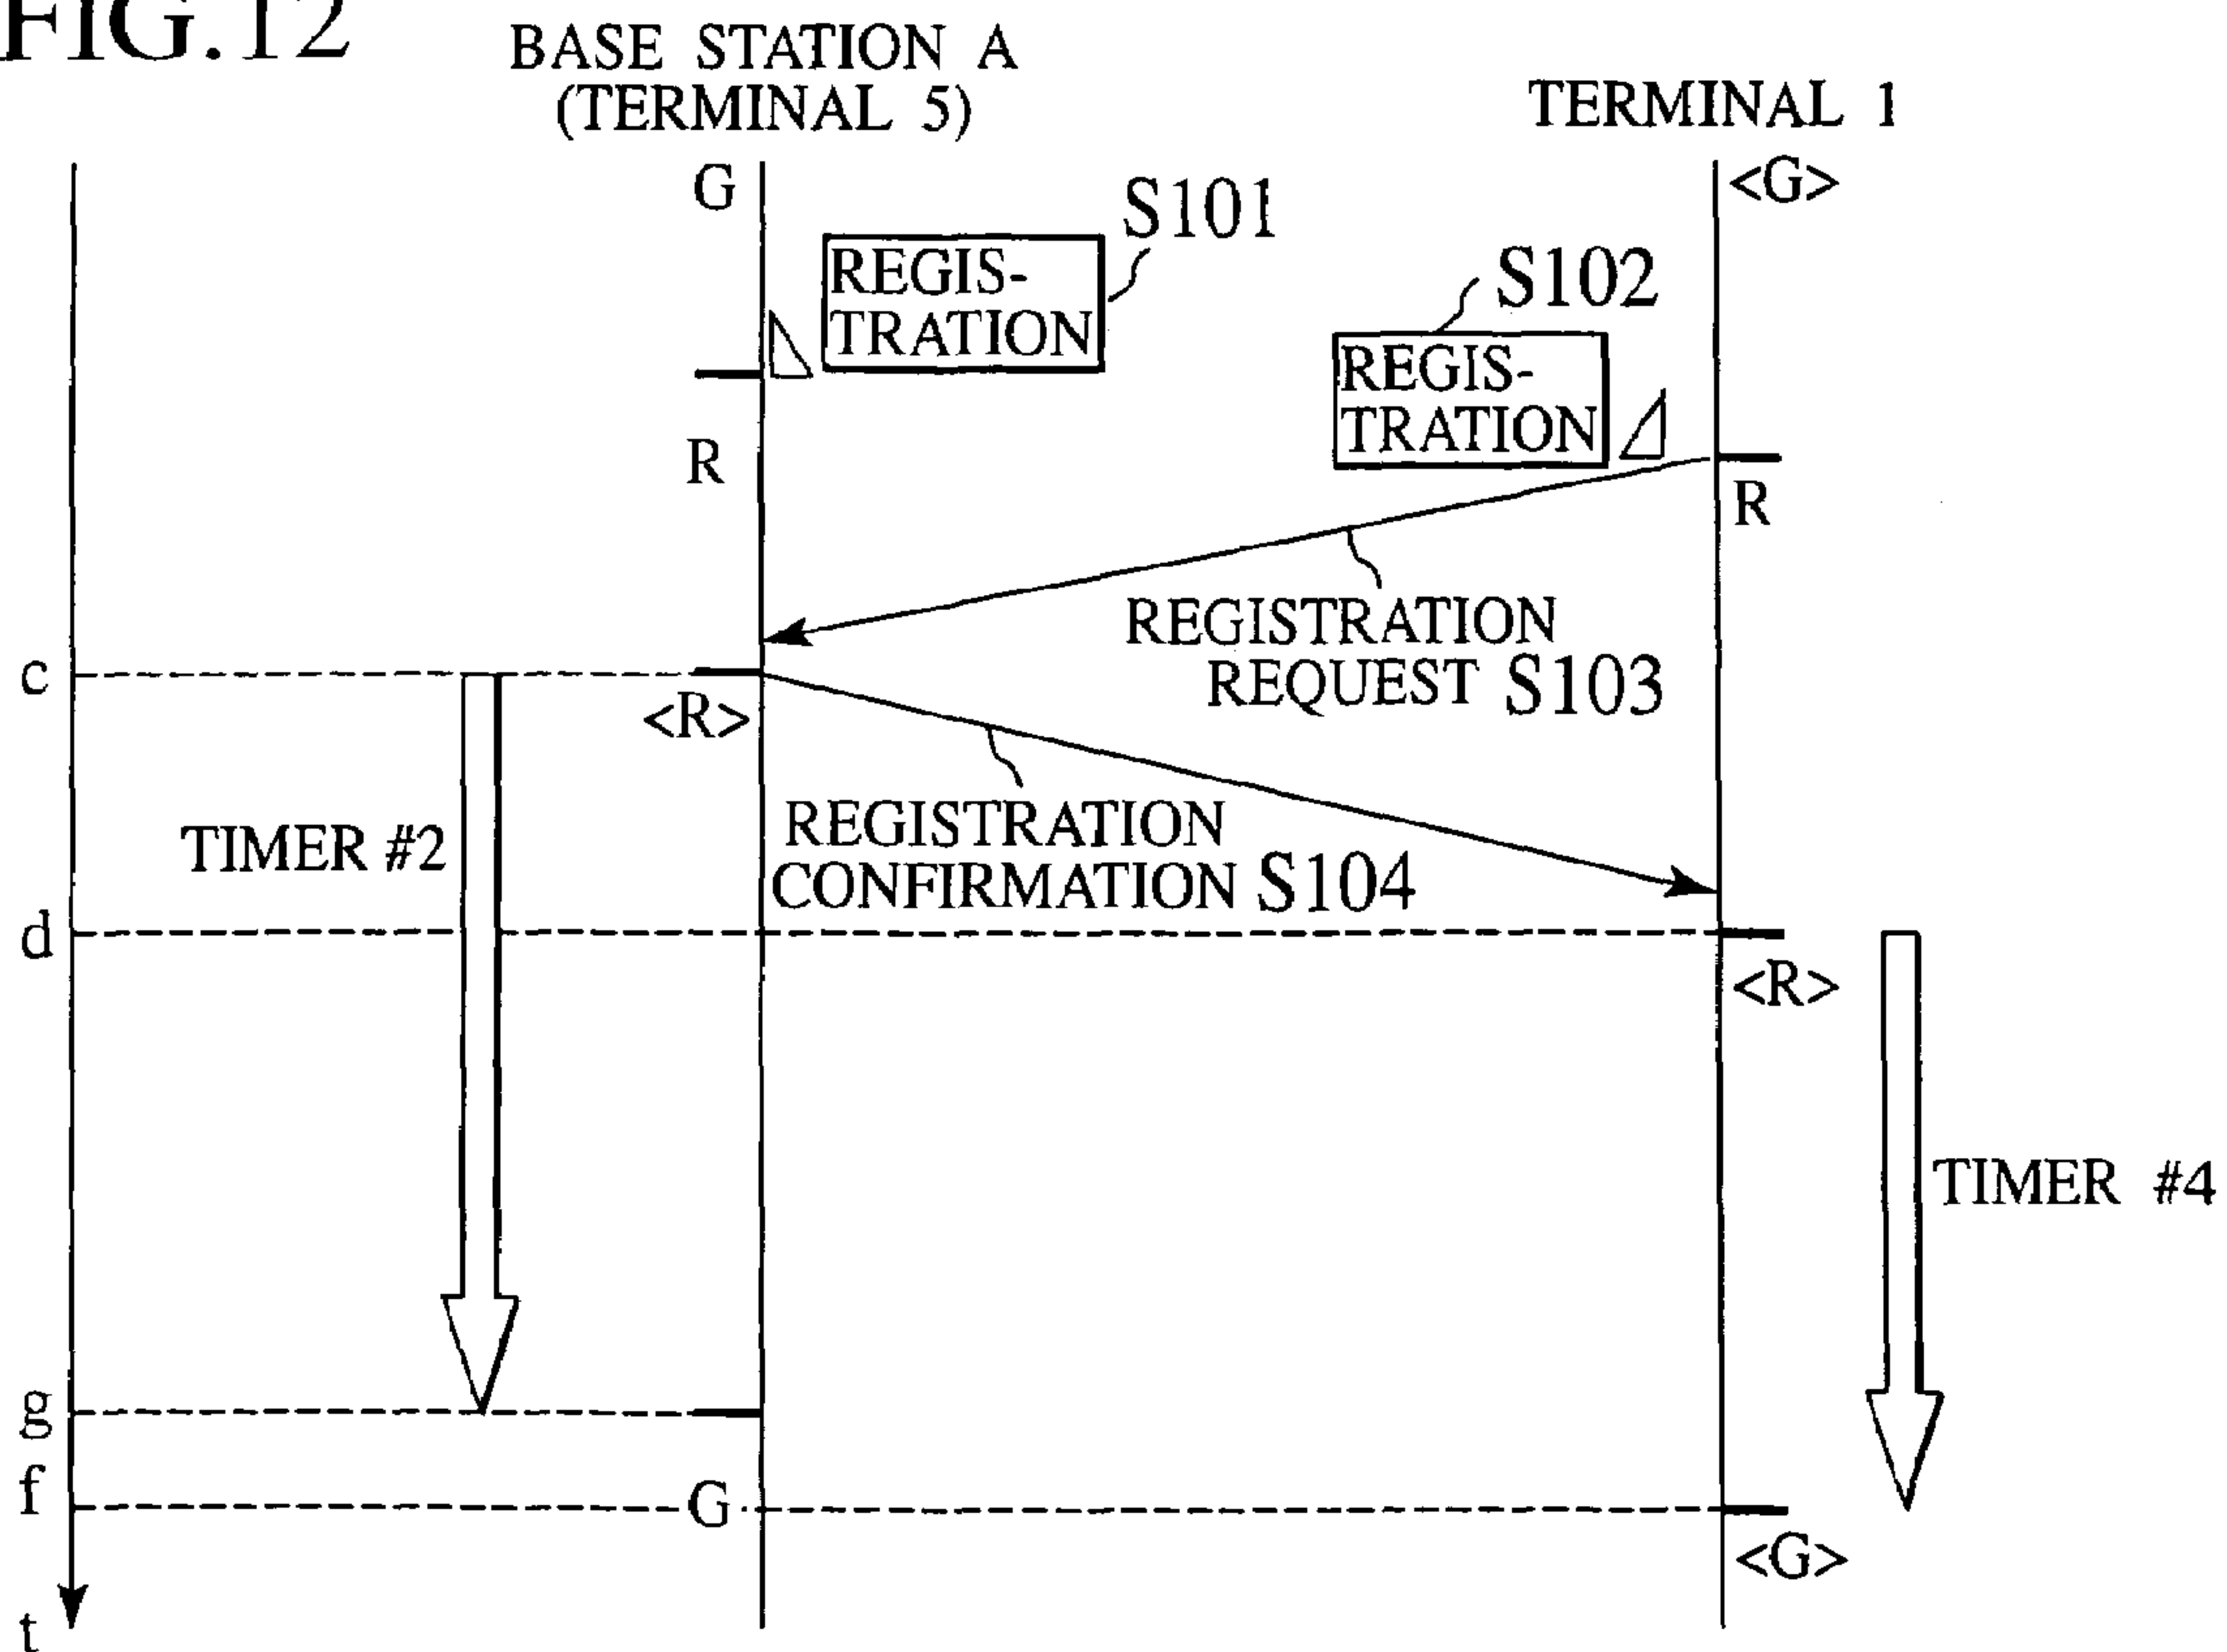 FIG.12
BASE STATION A
(TERMINAL 5)
TERMINAL 1
G
<G>
S101
REGIS-
TRATION
S102
REGIS-
TRATION
R
R
REGISTRATION
REQUEST S103
c
<R>
REGISTRATION
CONFIRMATION S104
TIMER #2
d
<R>
TIMER #4
g
f
G
<G>
t